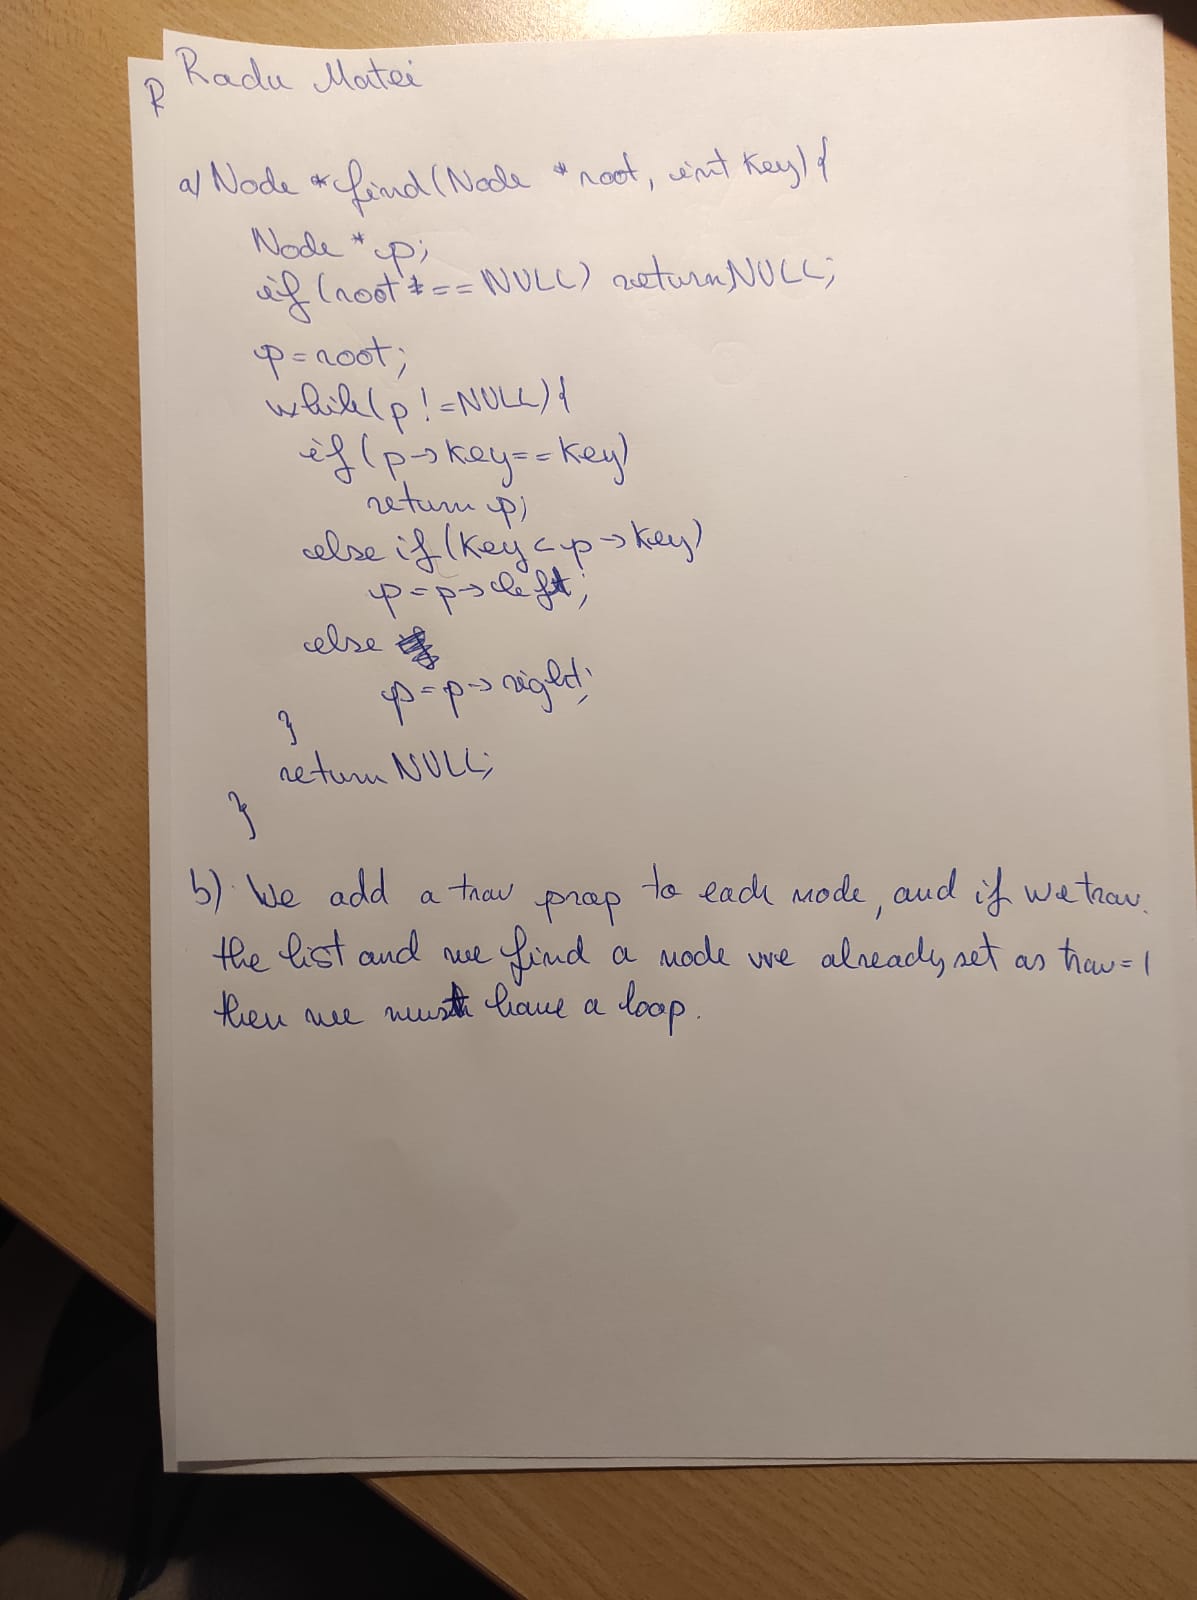 Radu Matei
R
a) Node *find(Node *root, int key){
Node *p;
if(root*==NULL) return NULL;
p=root;
while(p!=NULL){
if(p->key==key)
return p;
else if(key<p->key)
p=p->left;
else
p=p->right;
}
return NULL;
}
b). We add a trav prop to each node, and if we trav.
the list and we find a node we already set as trav=1
then we must have a loop.